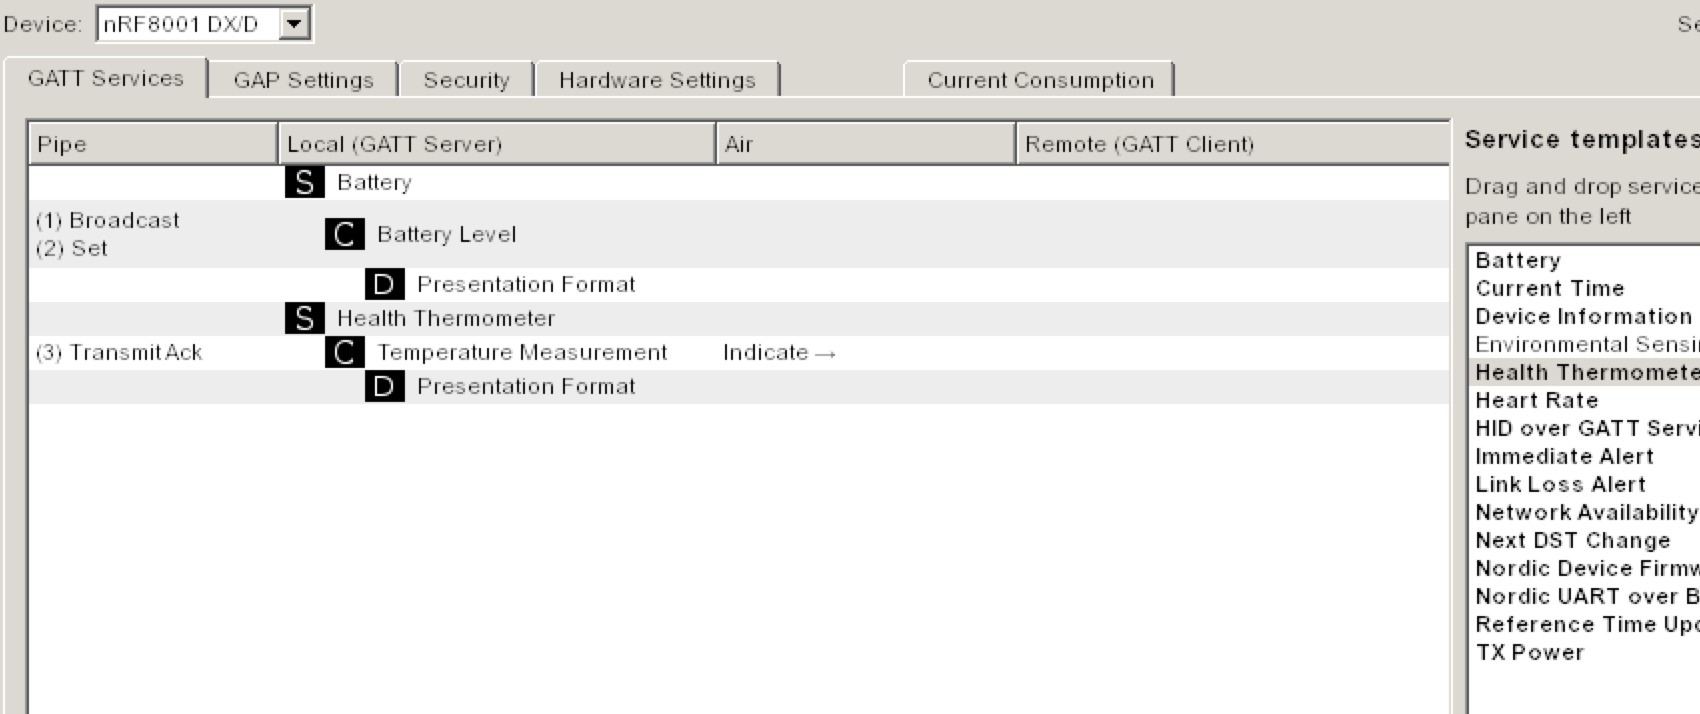 Device: nRF8001 DX/D
GATT Services GAP Settings Security Hardware Settings Current Consumption
Pipe Local (GATT Server) Air Remote (GATT Client)
S Battery
(1) Broadcast
(2) Set
C Battery Level
D Presentation Format
S Health Thermometer
(3) TransmitAck C Temperature Measurement Indicate →
D Presentation Format
Service templates
Drag and drop service
pane on the left
Battery
Current Time
Device Information
Environmental Sensin
Health Thermomete
Heart Rate
HID over GATT Servi
Immediate Alert
Link Loss Alert
Network Availability
Next DST Change
Nordic Device Firmw
Nordic UART over B
Reference Time Upd
TX Power